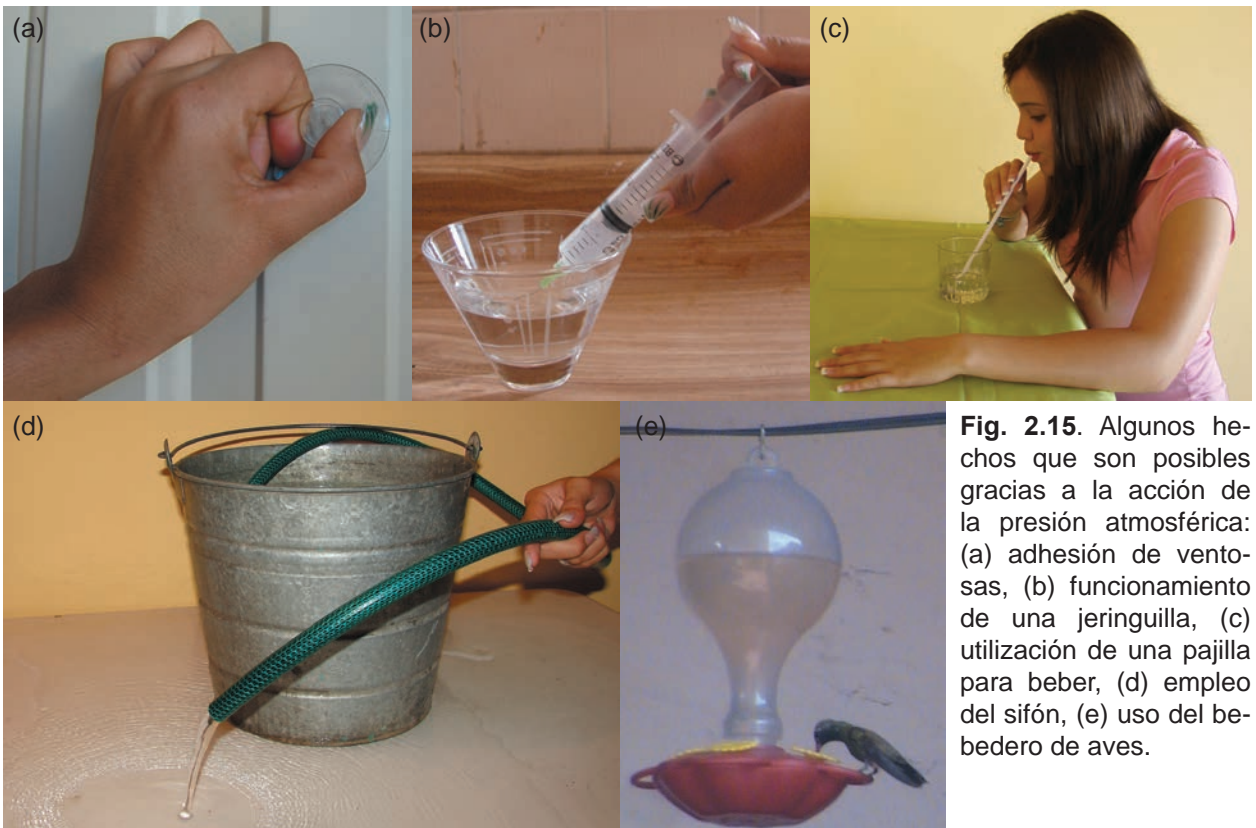 (a)
(b)
(c)
(d)
(e)
Fig. 2.15. Algunos he-
chos que son posibles
gracias a la acción de
la presión atmosférica:
(a) adhesión de vento-
sas, (b) funcionamiento
de una jeringuilla, (c)
utilización de una pajilla
para beber, (d) empleo
del sifón, (e) uso del be-
bedero de aves.